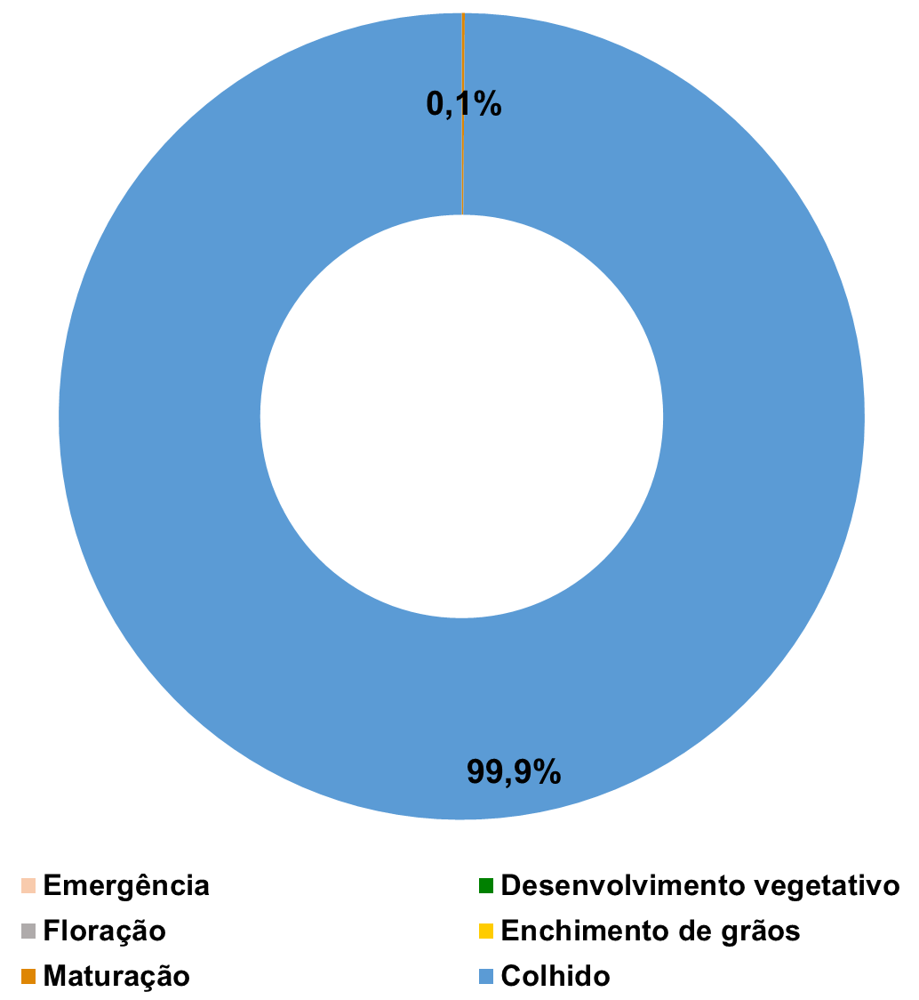 0,1%
99,9%
Emergência
Desenvolvimento vegetativo
Floração
Enchimento de grãos
Maturação
Colhido